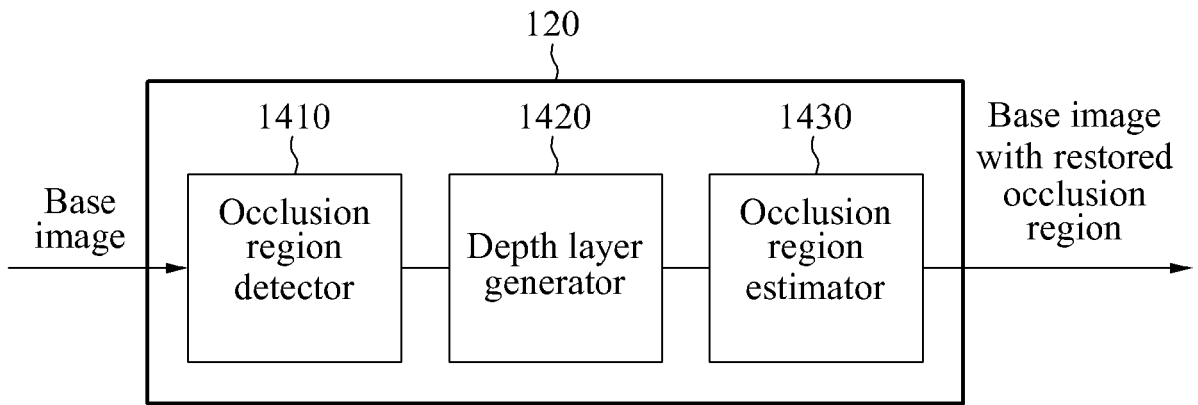 120
1410
1420
1430
Base image
with restored
occlusion
region
Base
image
Occlusion
region
detector
Depth layer
generator
Occlusion
region
estimator